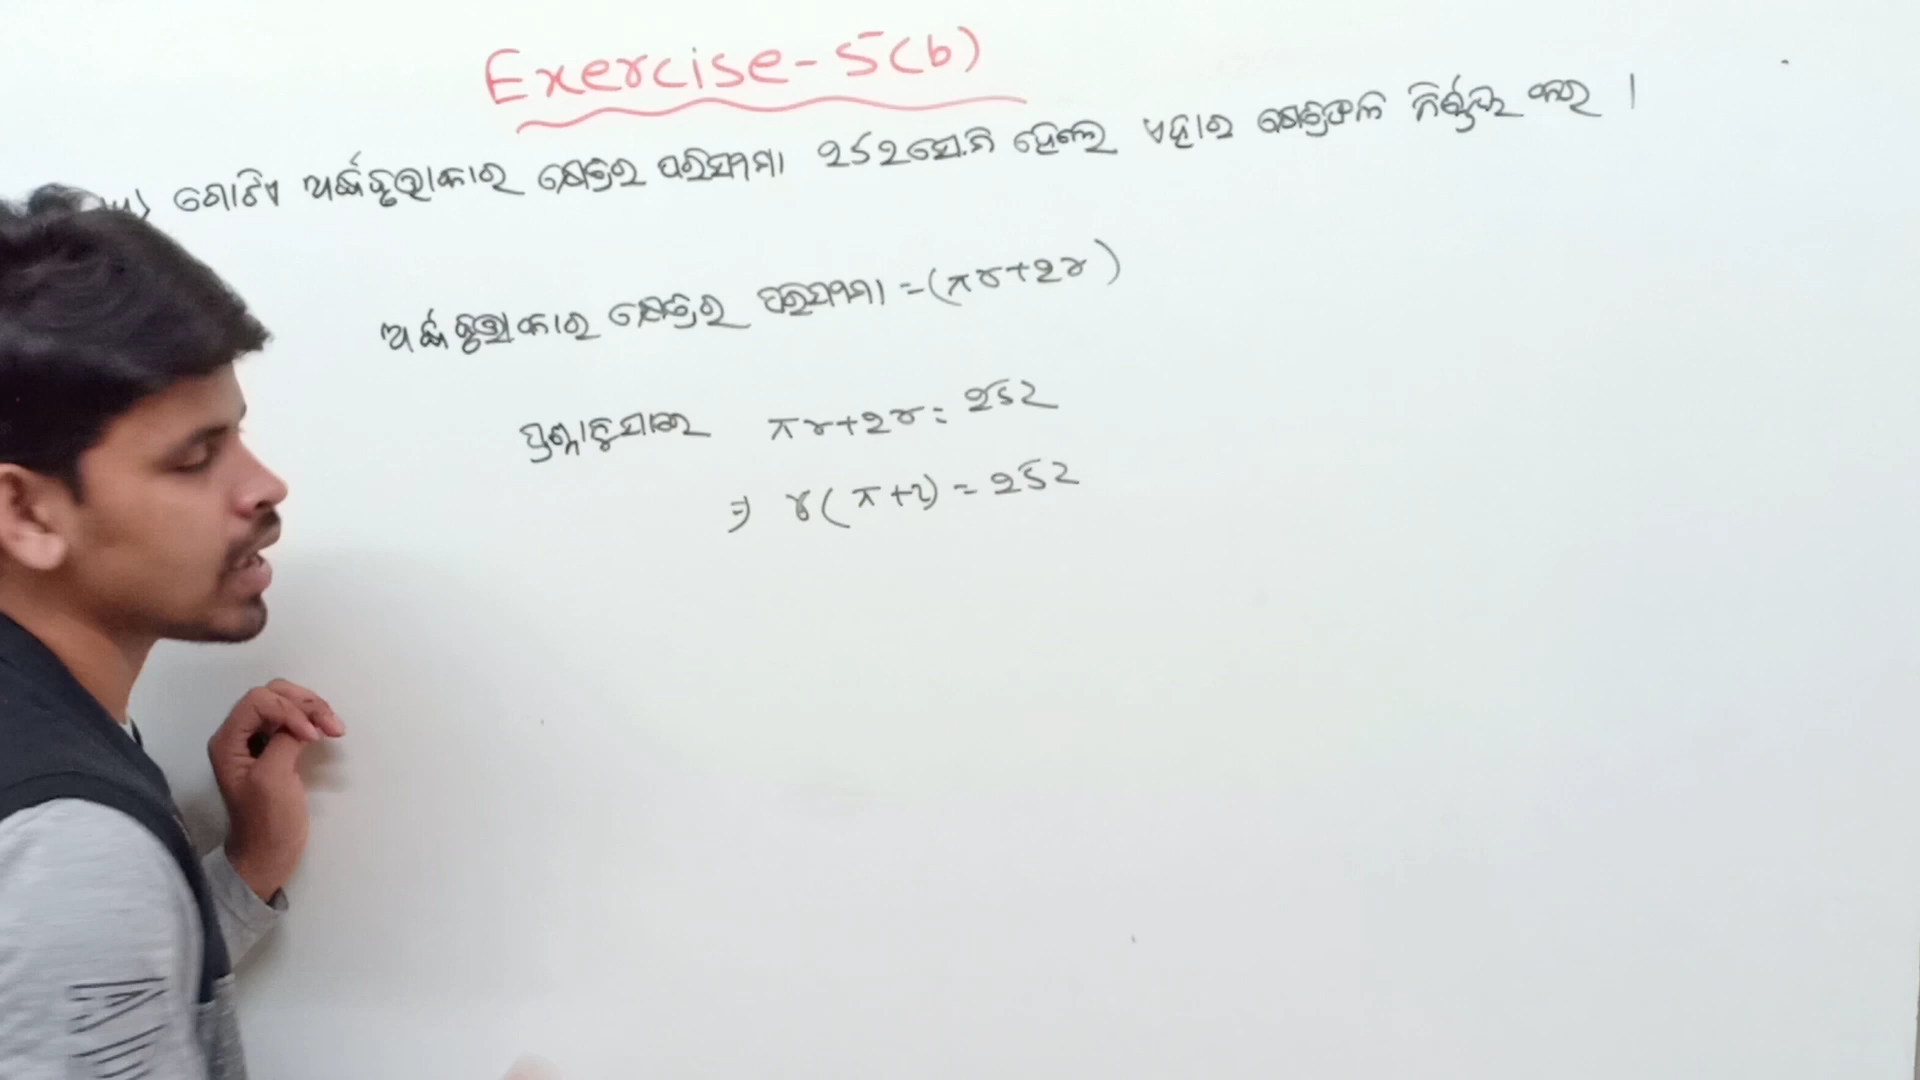 Exercise-5(b)
ଗୋଟିଏ ଅର୍ଦ୍ଧବୃତ୍ତାକାର କ୍ଷେତ୍ରର ପରିସୀମା 252ସେ.ମି ହେଲେ ଏହାର କ୍ଷେତ୍ରଫଳ ନିର୍ଣ୍ଣୟ କର ।
ଅର୍ଦ୍ଧବୃତ୍ତାକାର କ୍ଷେତ୍ରର ପରିସୀମା = (πr+2r)
ପ୍ରଶ୍ନାନୁସାରେ πr+2r = 252
⇒ r(π+2) = 252